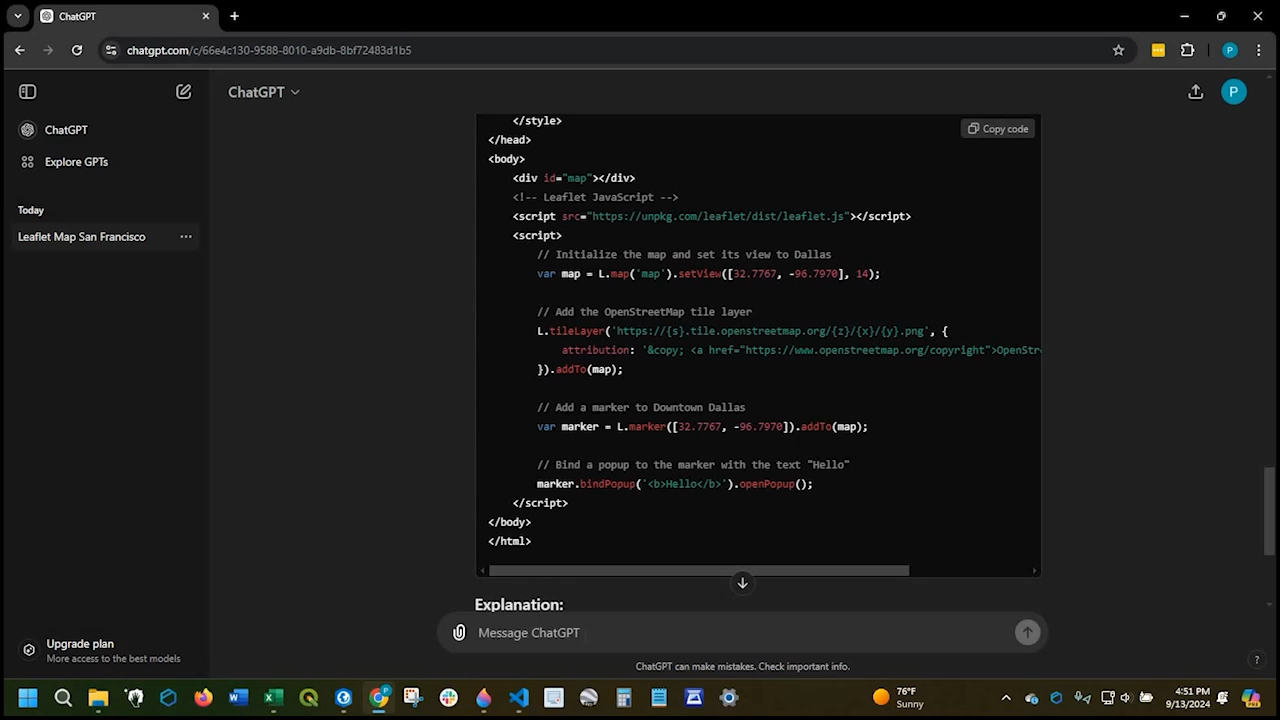 ChatGPT
chatgpt.com/c/66e4c130-9588-8010-a9db-8bf72483d1b5
P
ChatGPT
P
ChatGPT
Explore GPTs
Today
Leaflet Map San Francisco
Copy code
</style>
</head>
<body>
<div id="map"></div>
<!-- Leaflet JavaScript -->
<script src="https://unpkg.com/leaflet/dist/leaflet.js"></script>
<script>
// Initialize the map and set its view to Dallas
var map = L.map('map').setView([32.7767, -96.7970], 14);
// Add the OpenStreetMap tile layer
L.tileLayer('https://{s}.tile.openstreetmap.org/{z}/{x}/{y}.png', {
attribution: '&copy; <a href="https://www.openstreetmap.org/copyright">OpenStr
}).addTo(map);
// Add a marker to Downtown Dallas
var marker = L.marker([32.7767, -96.7970]).addTo(map);
// Bind a popup to the marker with the text "Hello"
marker.bindPopup('<b>Hello</b>').openPopup();
</script>
</body>
</html>
Explanation:
Message ChatGPT
Upgrade plan
More access to the best models
ChatGPT can make mistakes. Check important info.
?
76°F
Sunny
4:51 PM
9/13/2024